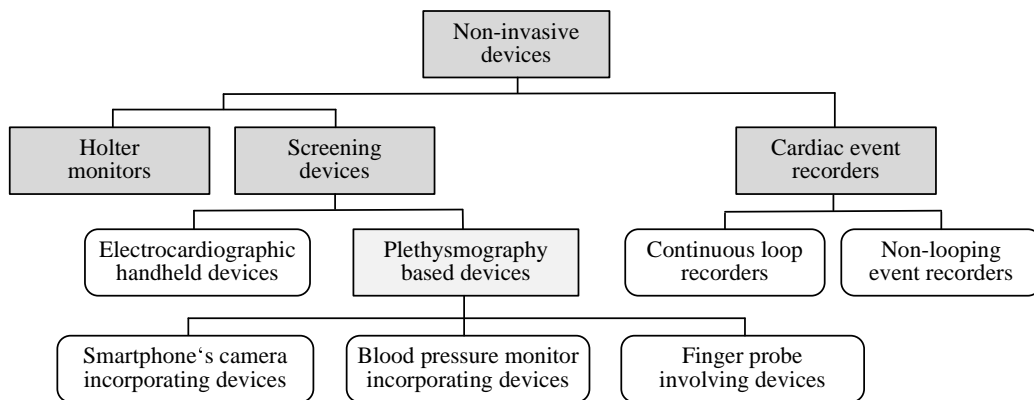 Non-invasive
devices
Holter
monitors
Screening
devices
Cardiac event
recorders
Electrocardiographic
handheld devices
Plethysmography
based devices
Continuous loop
recorders
Non-looping
event recorders
Smartphone‘s camera
incorporating devices
Blood pressure monitor
incorporating devices
Finger probe
involving devices